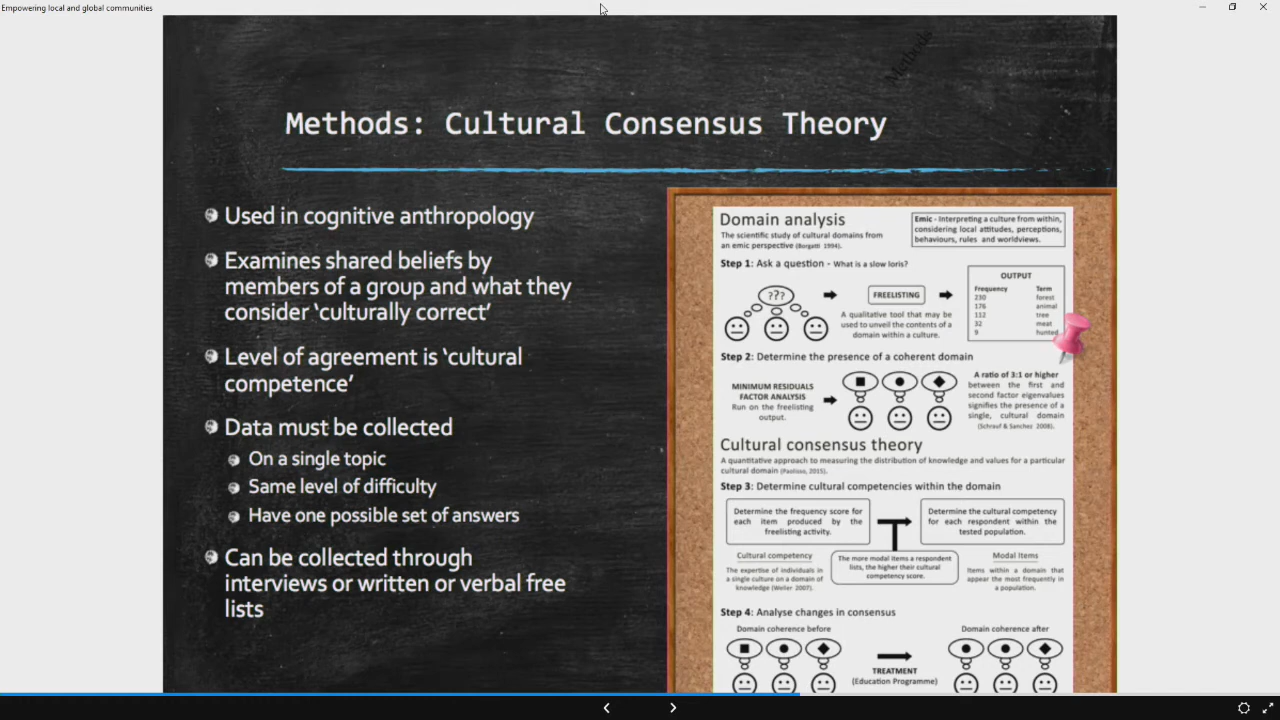 Empowering local and global communities
Methods
Methods: Cultural Consensus Theory
Used in cognitive anthropology
Examines shared beliefs by
members of a group and what they
consider 'culturally correct'
Level of agreement is 'cultural
competence'
Data must be collected
On a single topic
Same level of difficulty
Have one possible set of answers
Can be collected through
interviews or written or verbal free
lists
Domain analysis
The scientific study of cultural domains from
an emic perspective (Borgatti 1994).
Emic - Interpreting a culture from within,
considering local attitudes, perceptions,
behaviours, rules and worldviews.
Step 1: Ask a question - What is a slow loris?
???
FREELISTING
A qualitative tool that may be
used to unveil the contents of a
domain within a culture.
OUTPUT
Frequency Term
230 forest
176 animal
112 tree
32 meat
9 hunted
Step 2: Determine the presence of a coherent domain
MINIMUM RESIDUALS
FACTOR ANALYSIS
Run on the freelisting
output.
A ratio of 3:1 or higher
between the first and
second factor eigenvalues
signifies the presence of a
single, cultural domain
(Schrauf & Sanchez 2008).
Cultural consensus theory
A quantitative approach to measuring the distribution of knowledge and values for a particular
cultural domain (Paolisso, 2015).
Step 3: Determine cultural competencies within the domain
Determine the frequency score for
each item produced by the
freelisting activity.
Determine the cultural competency
for each respondent within the
tested population.
The more modal items a respondent
lists, the higher their cultural
competency score.
Cultural competency
The expertise of individuals in
a single culture on a domain of
knowledge (Weller 2007).
Modal Items
Items within a domain that
appear the most frequently in
a population.
Step 4: Analyse changes in consensus
Domain coherence before
Domain coherence after
TREATMENT
(Education Programme)